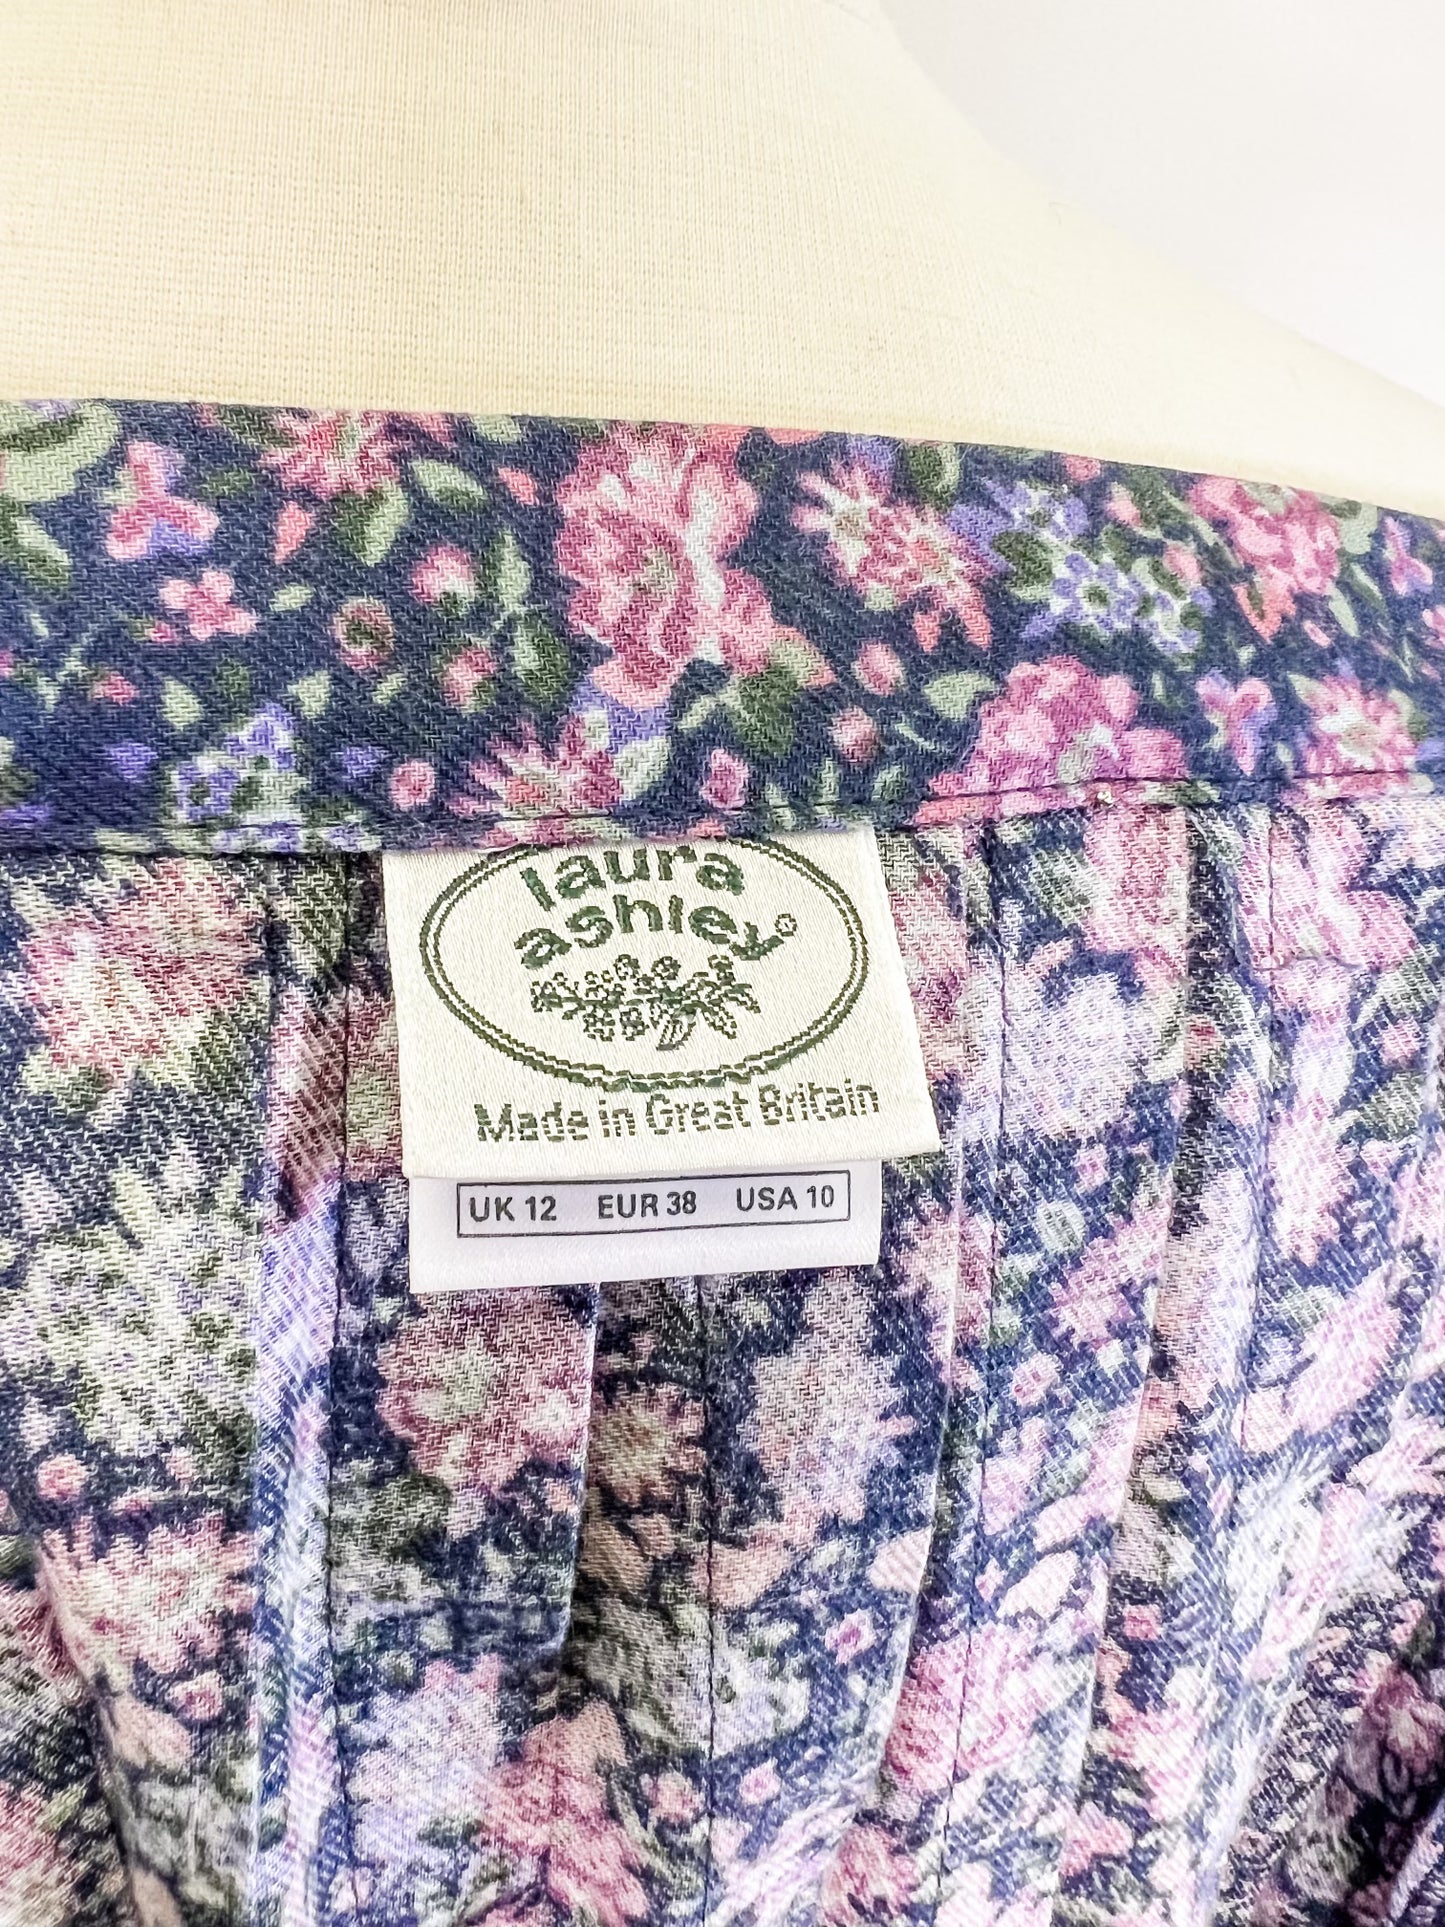 laura
ashley®
Made in Great Britain
UK 12 EUR 38 USA 10